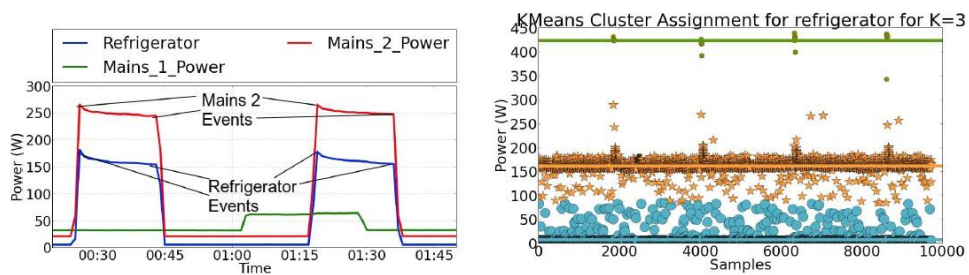 Refrigerator
Mains_2_Power
Mains_1_Power
300
250
200
150
100
50
0
Power (W)
Mains 2
Events
Refrigerator
Events
00:30
00:45
01:00
01:15
01:30
01:45
Time
KMeans Cluster Assignment for refrigerator for K=3
450
400
350
300
250
200
150
100
50
0
Power (W)
0
2000
4000
6000
8000
10000
Samples